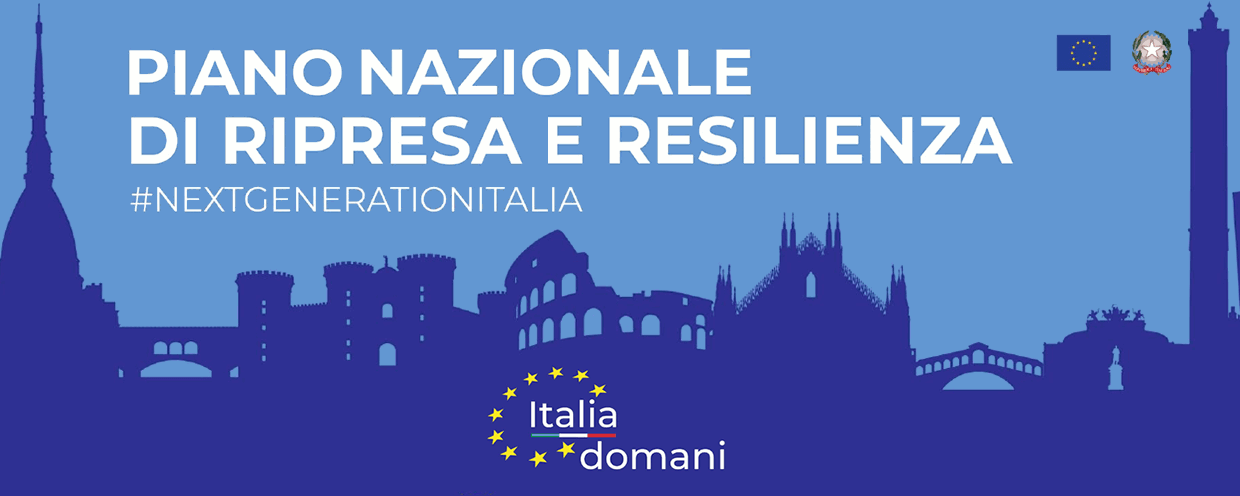 PIANO NAZIONALE
DI RIPRESA E RESILIENZA
#NEXTGENERATIONITALIA
Italia
domani